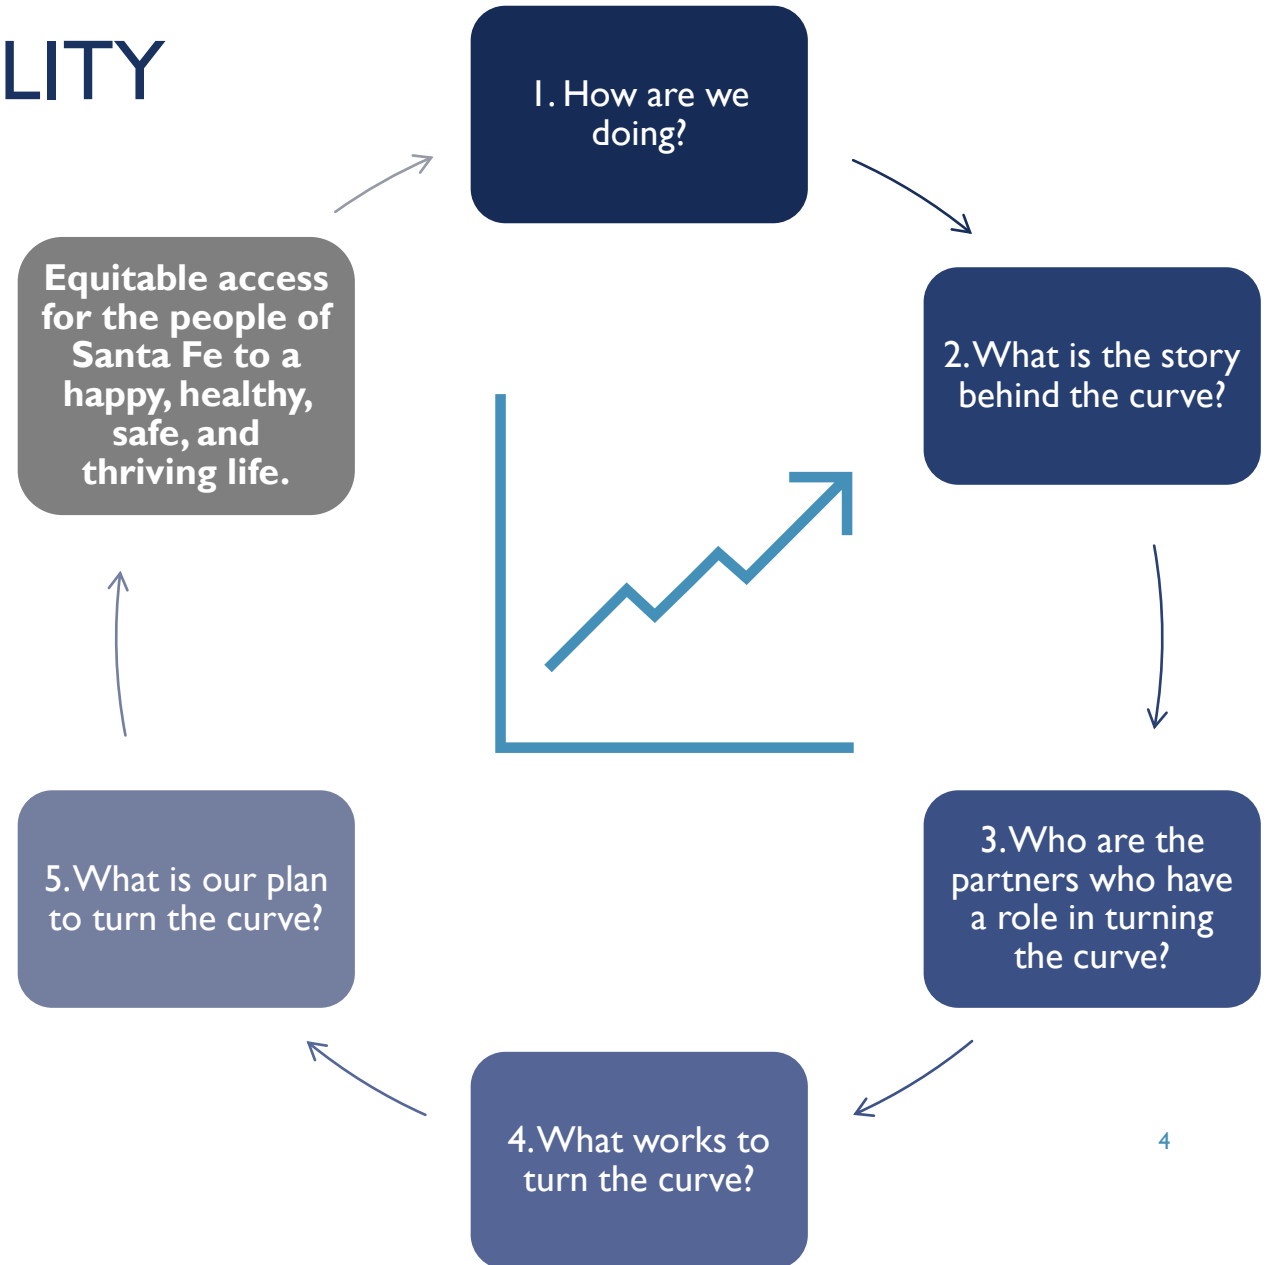 LITY
1. How are we
doing?
2. What is the story
behind the curve?
3. Who are the
partners who have
a role in turning
the curve?
4. What works to
turn the curve?
5. What is our plan
to turn the curve?
Equitable access
for the people of
Santa Fe to a
happy, healthy,
safe, and
thriving life.
4